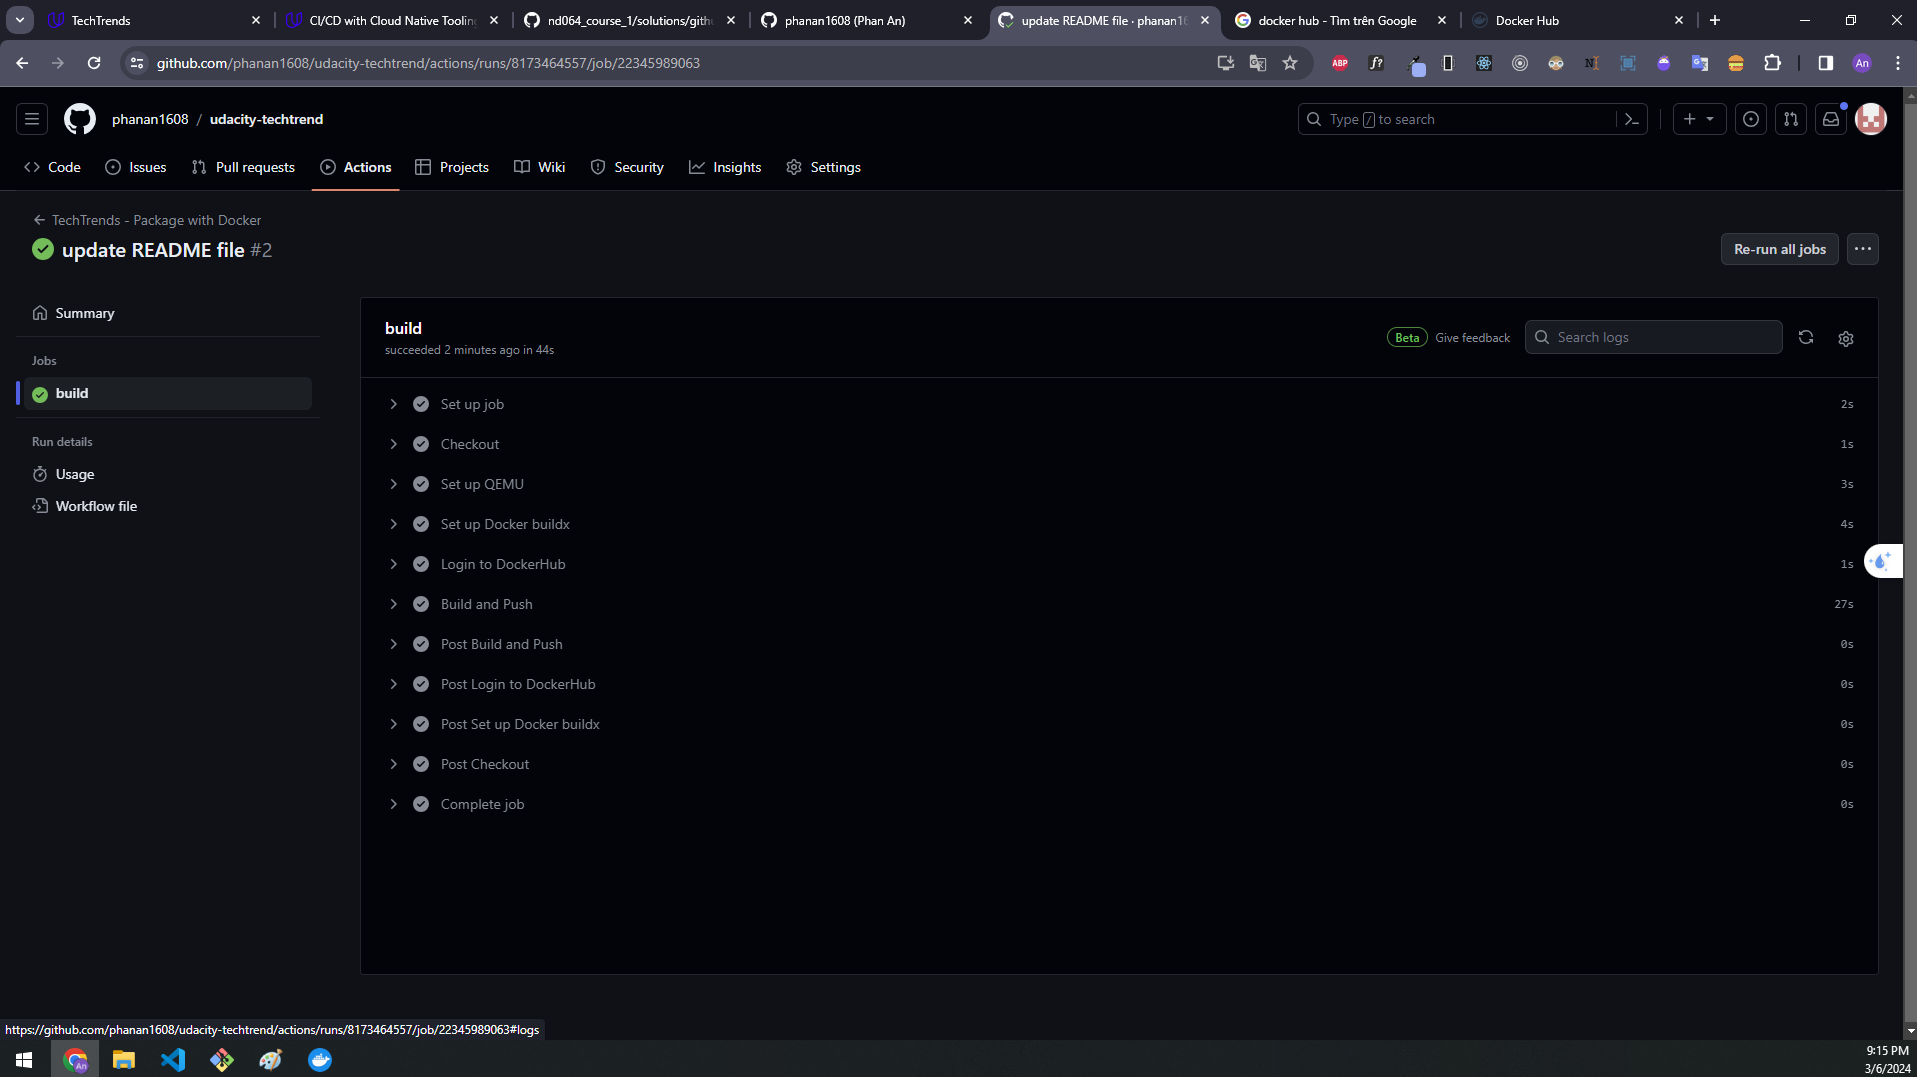 TechTrends
CI/CD with Cloud Native Toolin
nd064_course_1/solutions/gith
phanan1608 (Phan An)
update README file · phanan16
docker hub - Tìm trên Google
Docker Hub
github.com/phanan1608/udacity-techtrend/actions/runs/8173464557/job/22345989063
ABP
f?
An
phanan1608 / udacity-techtrend
Type / to search
Code
Issues
Pull requests
Actions
Projects
Wiki
Security
Insights
Settings
TechTrends - Package with Docker
update README file #2
Re-run all jobs
Summary
Jobs
build
Run details
Usage
Workflow file
build
succeeded 2 minutes ago in 44s
Beta
Give feedback
Search logs
Set up job 2s
Checkout 1s
Set up QEMU 3s
Set up Docker buildx 4s
Login to DockerHub 1s
Build and Push 27s
Post Build and Push 0s
Post Login to DockerHub 0s
Post Set up Docker buildx 0s
Post Checkout 0s
Complete job 0s
https://github.com/phanan1608/udacity-techtrend/actions/runs/8173464557/job/22345989063#logs
An
9:15 PM
3/6/2024